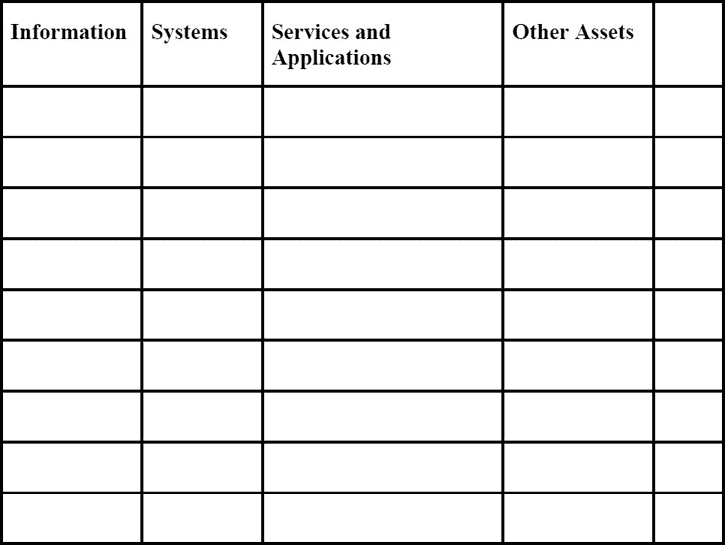 Information
Systems
Services and
Applications
Other Assets